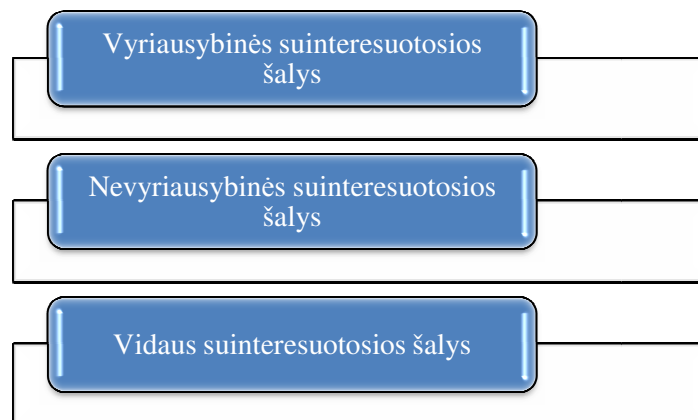 Vyriausybinės suinteresuotosios
šalys
Nevyriausybinės suinteresuotosios
šalys
Vidaus suinteresuotosios šalys